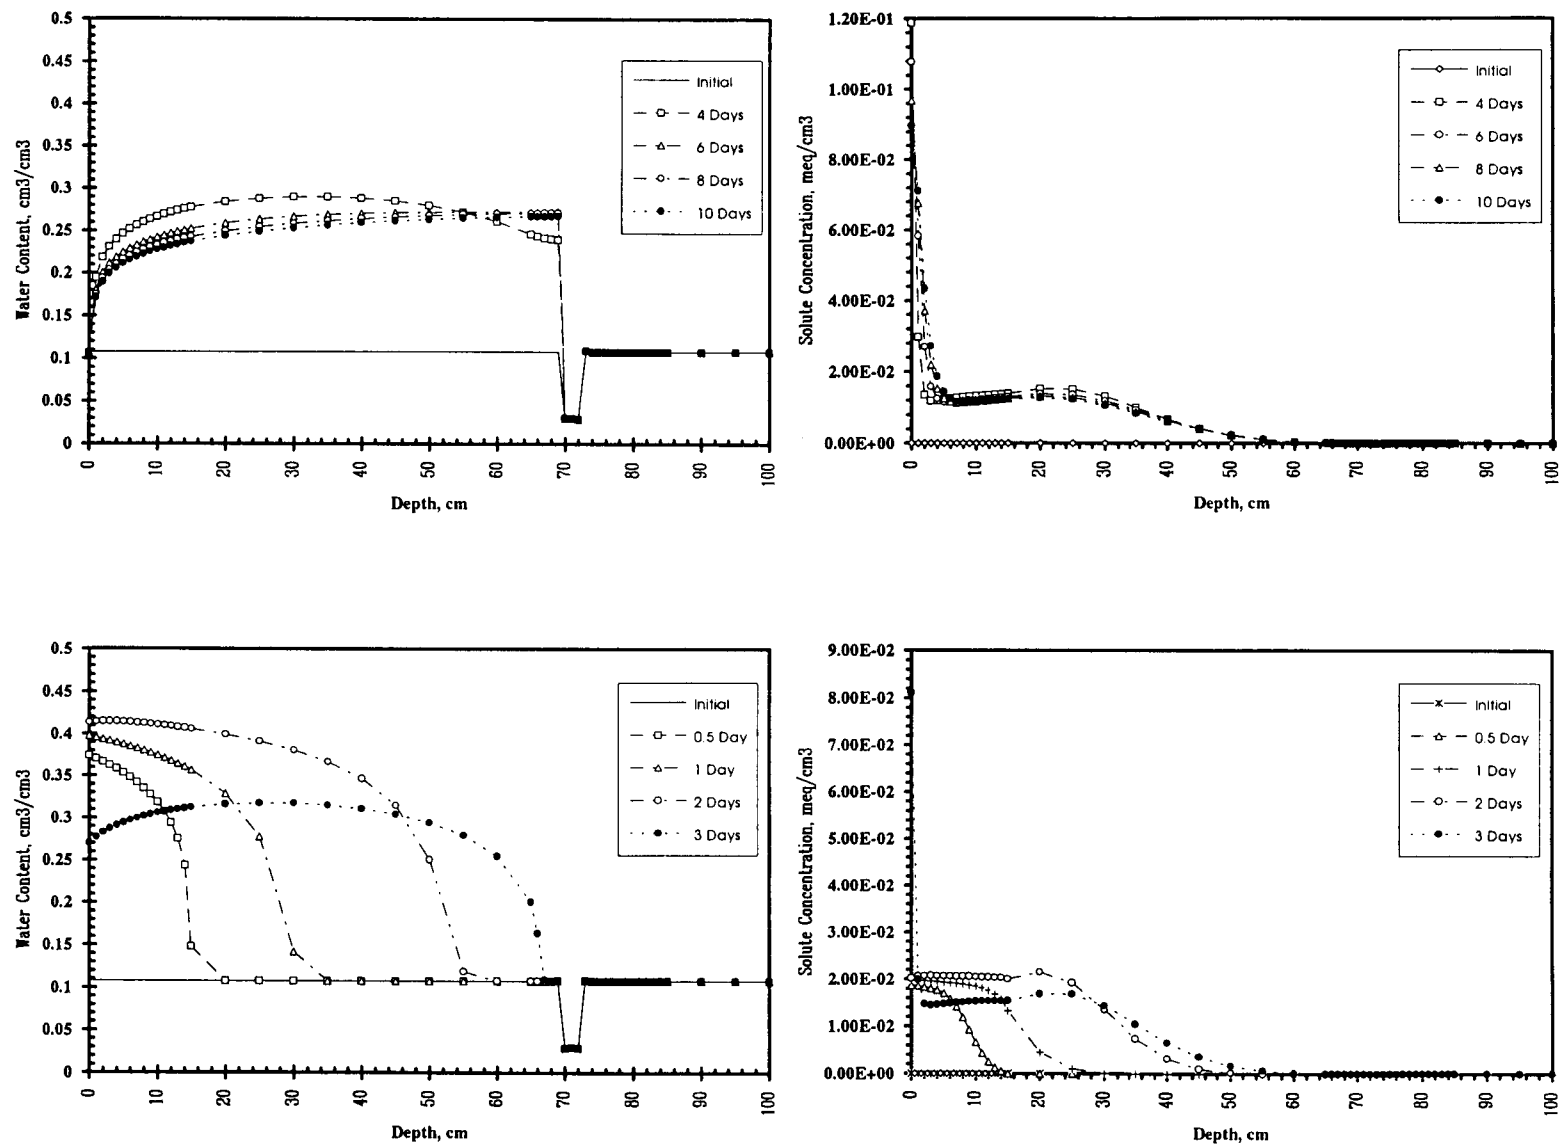 0.5
0.45
0.4
0.35
0.3
0.25
0.2
0.15
0.1
0.05
0
Water Content, cm3/cm3
0 10 20 30 40 50 60 70 80 90 100
Depth, cm
Initial
4 Days
6 Days
8 Days
10 Days
1.20E-01
1.00E-01
8.00E-02
6.00E-02
4.00E-02
2.00E-02
0.00E+00
Solute Concentration, meq/cm3
0 10 20 30 40 50 60 70 80 90 100
Depth, cm
Initial
4 Days
6 Days
8 Days
10 Days
0.5
0.45
0.4
0.35
0.3
0.25
0.2
0.15
0.1
0.05
0
Water Content, cm3/cm3
0 10 20 30 40 50 60 70 80 90 100
Depth, cm
Initial
0.5 Day
1 Day
2 Days
3 Days
9.00E-02
8.00E-02
7.00E-02
6.00E-02
5.00E-02
4.00E-02
3.00E-02
2.00E-02
1.00E-02
0.00E+00
Solute Concentration, meq/cm3
0 10 20 30 40 50 60 70 80 90 100
Depth, cm
Initial
0.5 Day
1 Day
2 Days
3 Days